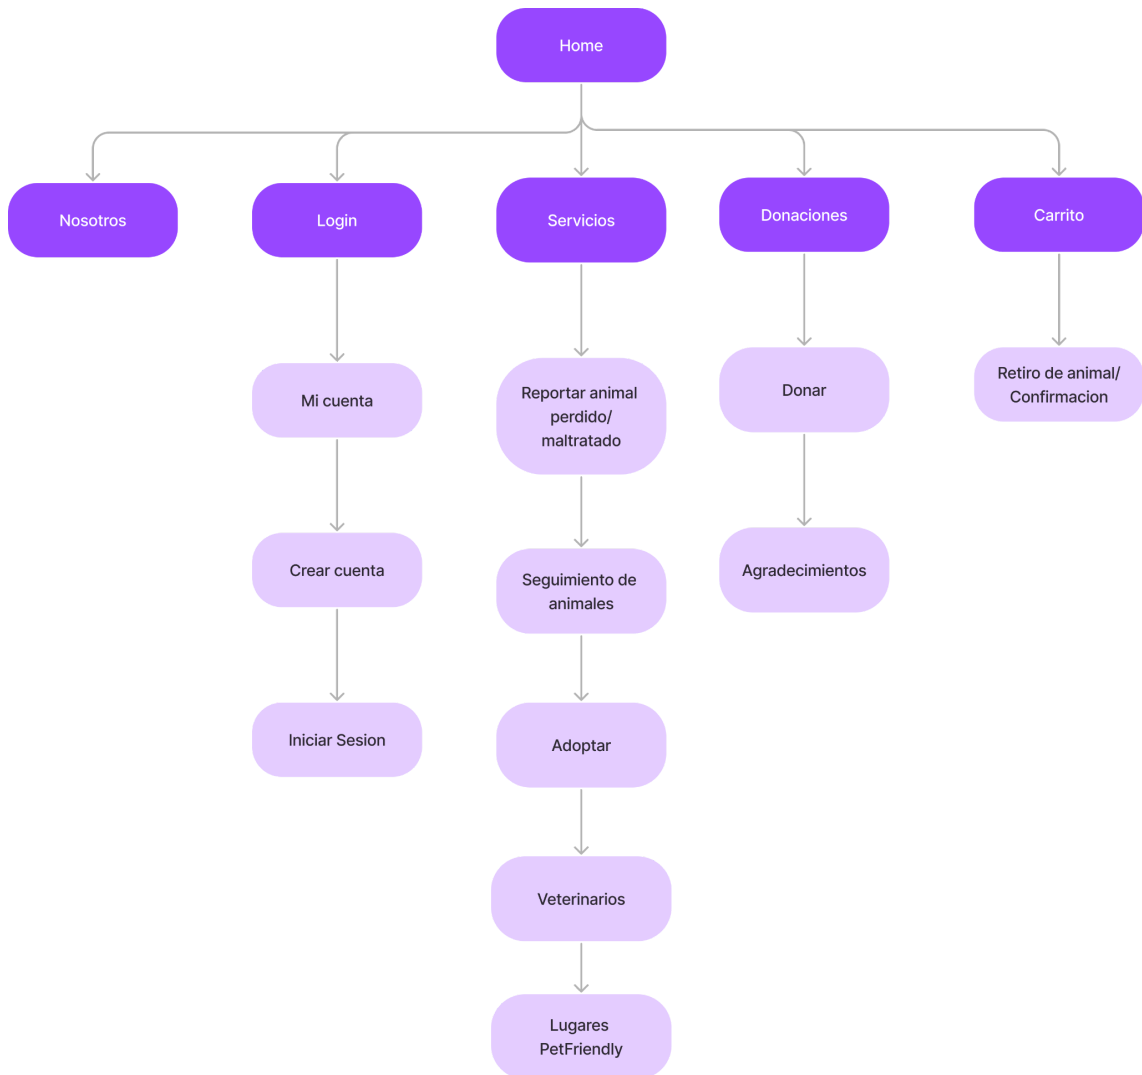 Home
Nosotros
Login
Servicios
Donaciones
Carrito
Mi cuenta
Reportar animal
perdido/
maltratado
Donar
Retiro de animal/
Confirmacion
Crear cuenta
Seguimiento de
animales
Agradecimientos
Iniciar Sesion
Adoptar
Veterinarios
Lugares
PetFriendly